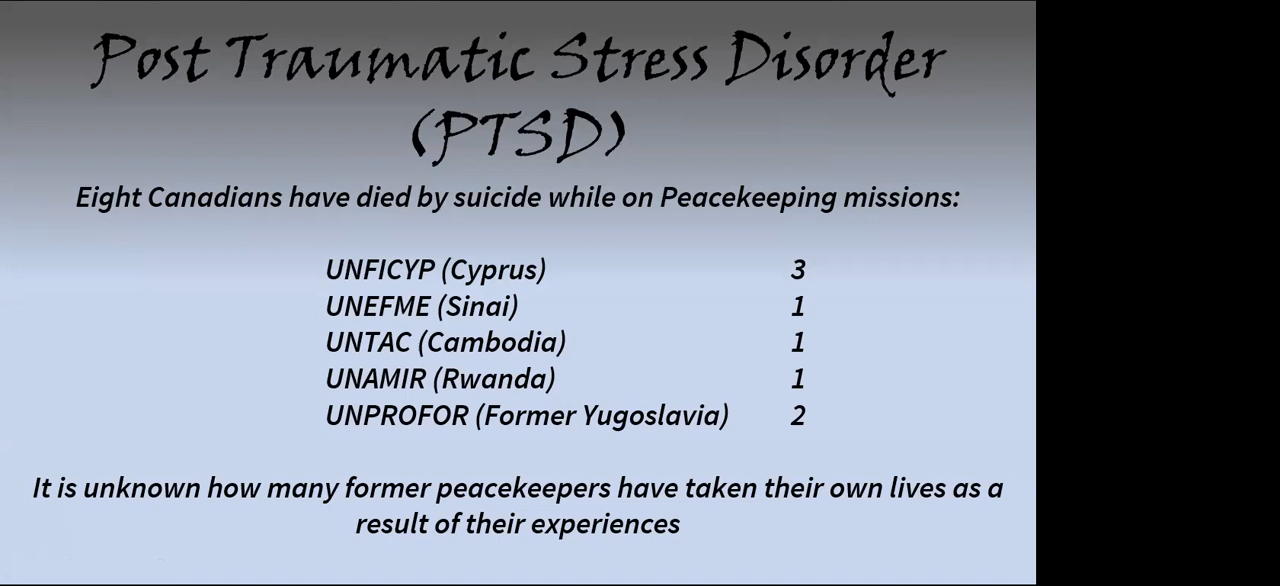 Post Traumatic Stress Disorder
(PTSD)
Eight Canadians have died by suicide while on Peacekeeping missions:
UNFICYP (Cyprus) 3
UNEFME (Sinai) 1
UNTAC (Cambodia) 1
UNAMIR (Rwanda) 1
UNPROFOR (Former Yugoslavia) 2
It is unknown how many former peacekeepers have taken their own lives as a
result of their experiences